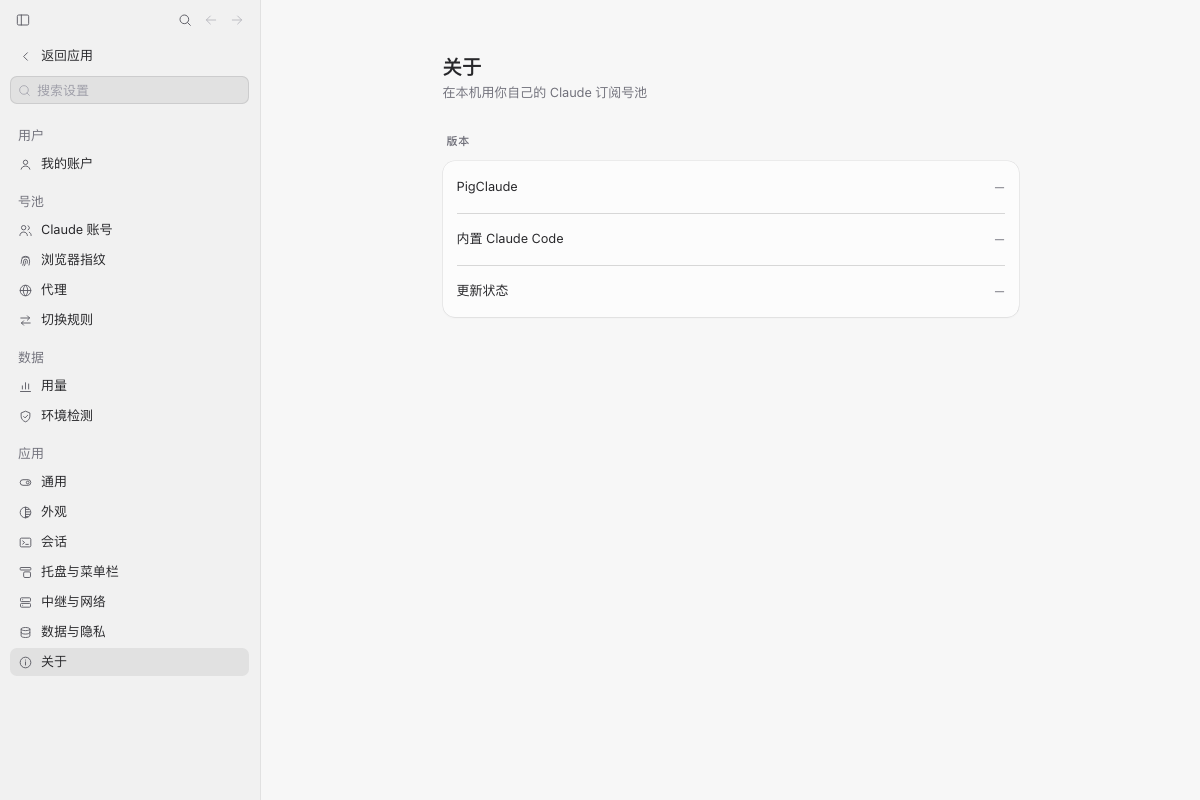 返回应用
搜索设置
用户
我的账户
号池
Claude 账号
浏览器指纹
代理
切换规则
数据
用量
环境检测
应用
通用
外观
会话
托盘与菜单栏
中继与网络
数据与隐私
关于
关于
在本机用你自己的 Claude 订阅号池
版本
PigClaude –
内置 Claude Code –
更新状态 –